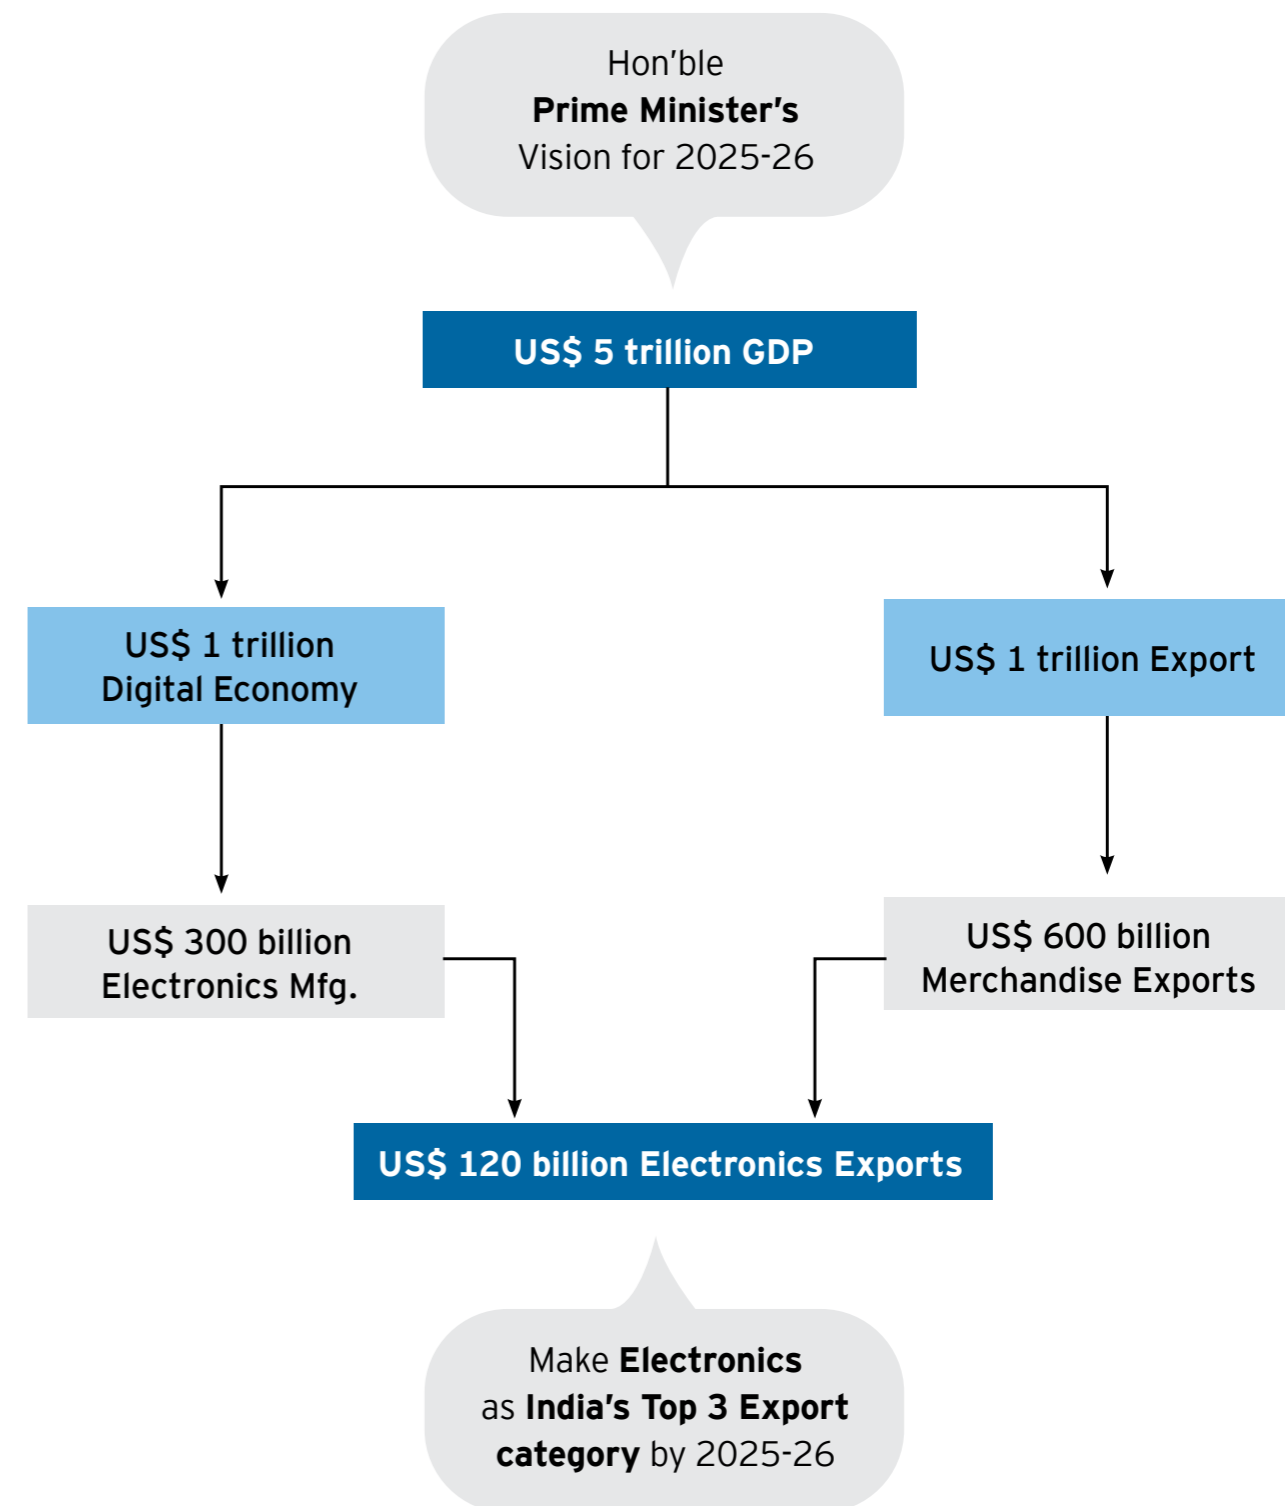 Hon’ble
Prime Minister’s
Vision for 2025-26
US$ 5 trillion GDP
US$ 1 trillion
Digital Economy
US$ 1 trillion Export
US$ 300 billion
Electronics Mfg.
US$ 600 billion
Merchandise Exports
US$ 120 billion Electronics Exports
Make Electronics
as India’s Top 3 Export
category by 2025-26